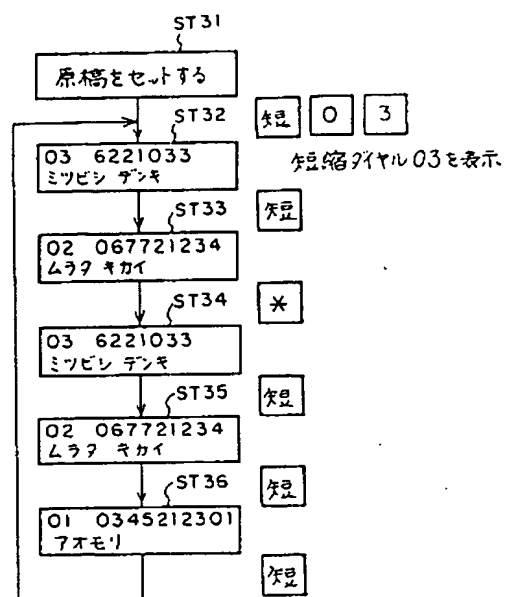 ST31
原稿をセットする
ST32
短 0 3
03 6221033
ミツビシ デンキ
短縮ダイヤル03を表示
ST33
短
02 067721234
ムラタ キカイ
ST34
*
03 6221033
ミツビシ デンキ
ST35
短
02 067721234
ムラタ キカイ
ST36
短
01 0345212301
アオモリ
短